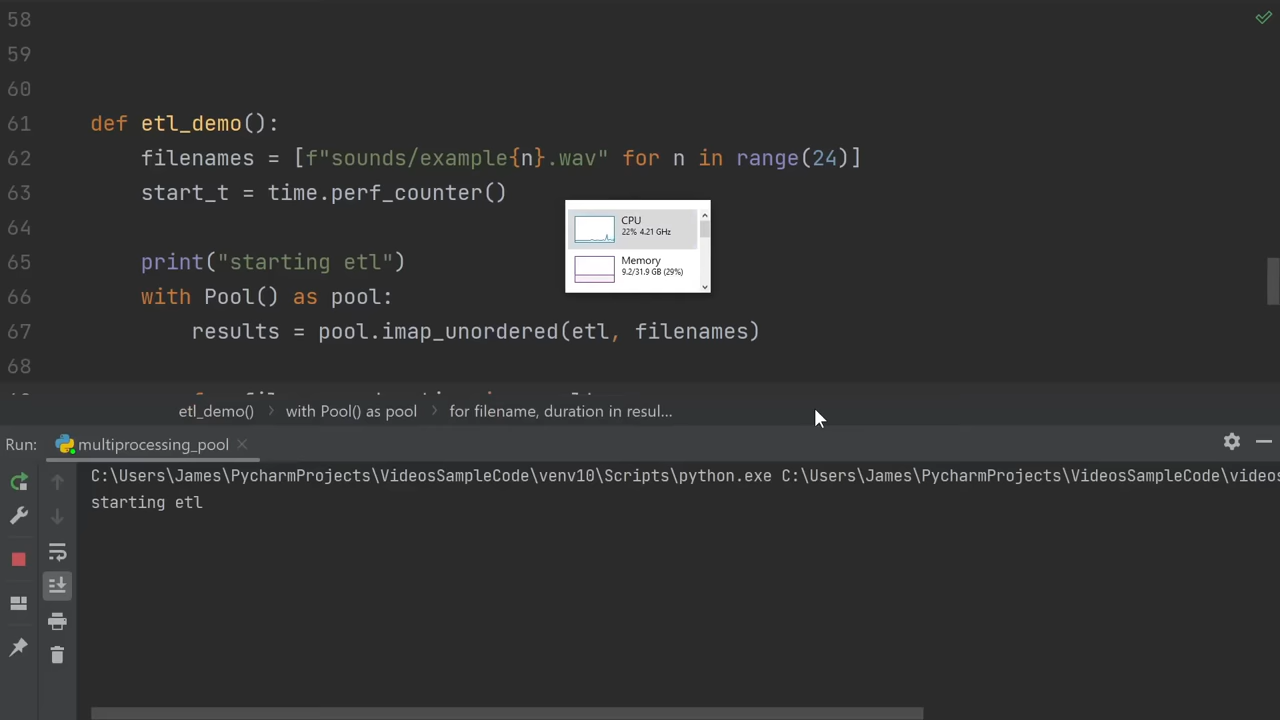 58
59
60
61 def etl_demo():
62 filenames = [f"sounds/example{n}.wav" for n in range(24)]
63 start_t = time.perf_counter()
64
65 print("starting etl")
66 with Pool() as pool:
67 results = pool.imap_unordered(etl, filenames)
68
CPU
22% 4.21 GHz
Memory
9.2/31.9 GB (29%)
etl_demo() > with Pool() as pool > for filename, duration in resul...
Run: multiprocessing_pool
C:\Users\James\PycharmProjects\VideosSampleCode\venv10\Scripts\python.exe C:\Users\James\PycharmProjects\VideosSampleCode\videos
starting etl